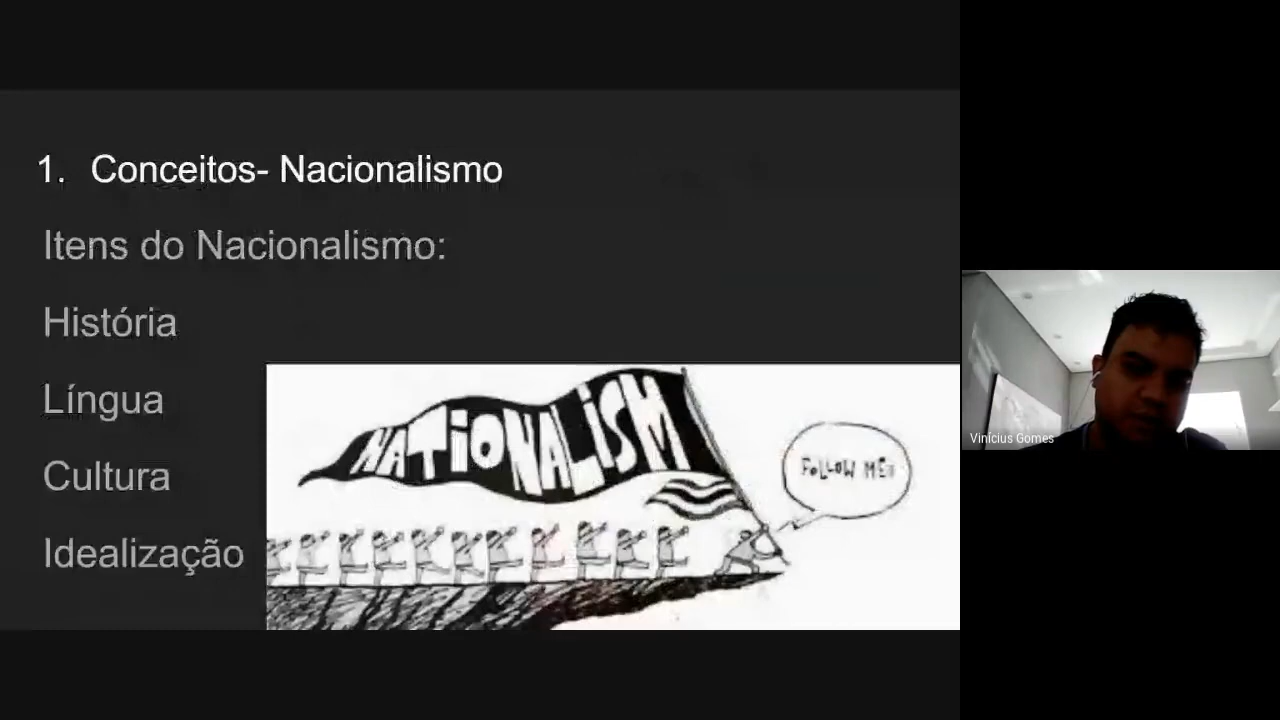 1. Conceitos- Nacionalismo
Itens do Nacionalismo:
História
Língua
Cultura
Idealização
NATIONALISM
FOLLOW ME!!
Vinícius Gomes